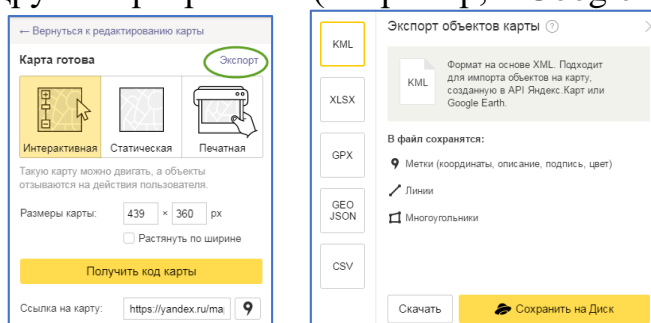 ← Вернуться к редактированию карты
Карта готова
Экспорт
Интерактивная
Статическая
Печатная
Такую карту можно двигать, а объекты
отзываются на действия пользователя.
Размеры карты:
439 × 360 px
Растянуть по ширине
Получить код карты
Ссылка на карту:
https://yandex.ru/ma
KML
XLSX
GPX
GEO
JSON
CSV
Экспорт объектов карты ?
KML
Формат на основе XML. Подходит
для импорта объектов на карту,
созданную в API Яндекс.Карт или
Google Earth.
В файл сохранятся:
Метки (координаты, описание, подпись, цвет)
Линии
Многоугольники
Скачать
Сохранить на Диск